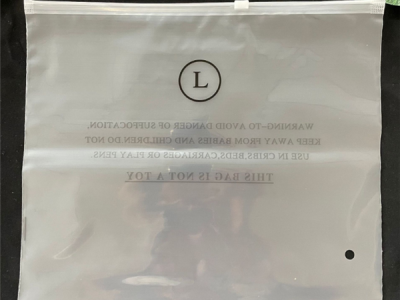 L
WARNING-TO AVOID DANGER OF SUFFOCATION,
KEEP AWAY FROM BABIES AND CHILDREN.DO NOT
USE IN CRIBS,BEDS,CARRIAGES OR PLAY PENS
THIS BAG IS NOT A TOY